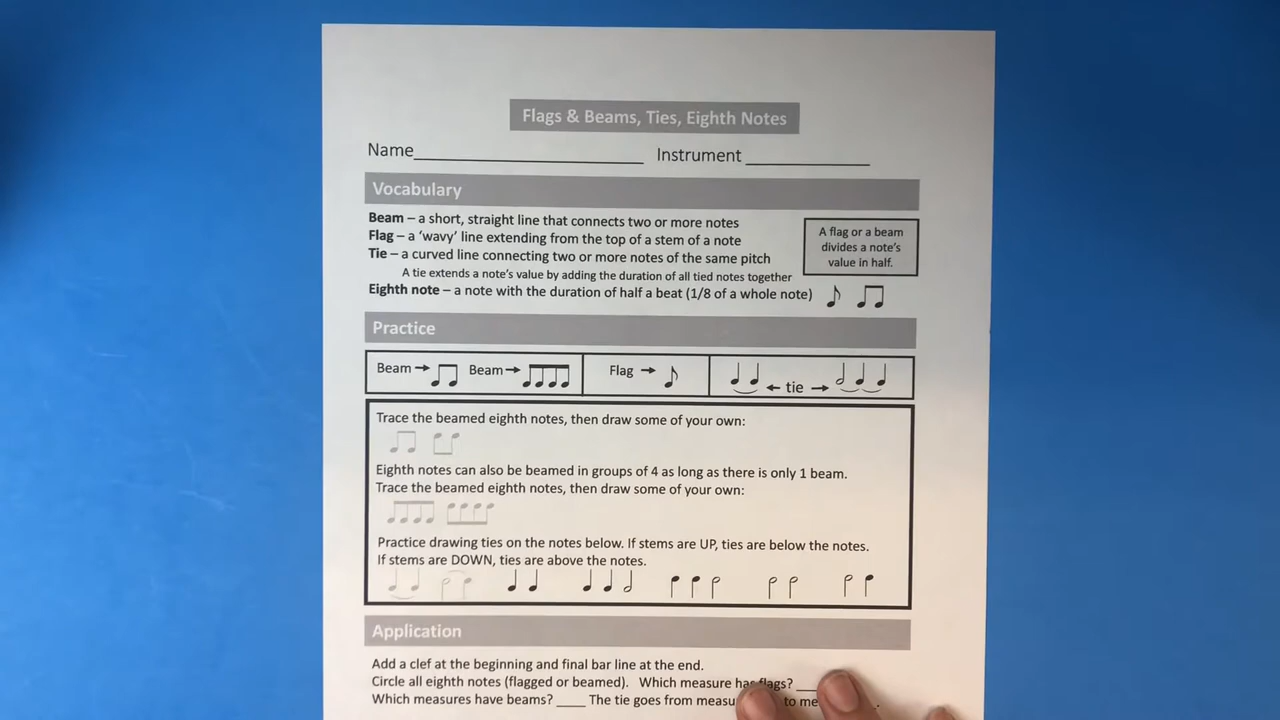 Flags & Beams, Ties, Eighth Notes
Name____________________ Instrument ___________
Vocabulary
Beam – a short, straight line that connects two or more notes
Flag – a ‘wavy’ line extending from the top of a stem of a note
Tie – a curved line connecting two or more notes of the same pitch
A tie extends a note’s value by adding the duration of all tied notes together
Eighth note – a note with the duration of half a beat (1/8 of a whole note)
A flag or a beam
divides a note’s
value in half.
Practice
Beam → Beam → Flag → ← tie →
Trace the beamed eighth notes, then draw some of your own:
Eighth notes can also be beamed in groups of 4 as long as there is only 1 beam.
Trace the beamed eighth notes, then draw some of your own:
Practice drawing ties on the notes below. If stems are UP, ties are below the notes.
If stems are DOWN, ties are above the notes.
Application
Add a clef at the beginning and final bar line at the end.
Circle all eighth notes (flagged or beamed). Which measure has flags? ___
Which measures have beams? ____ The tie goes from measu to me .